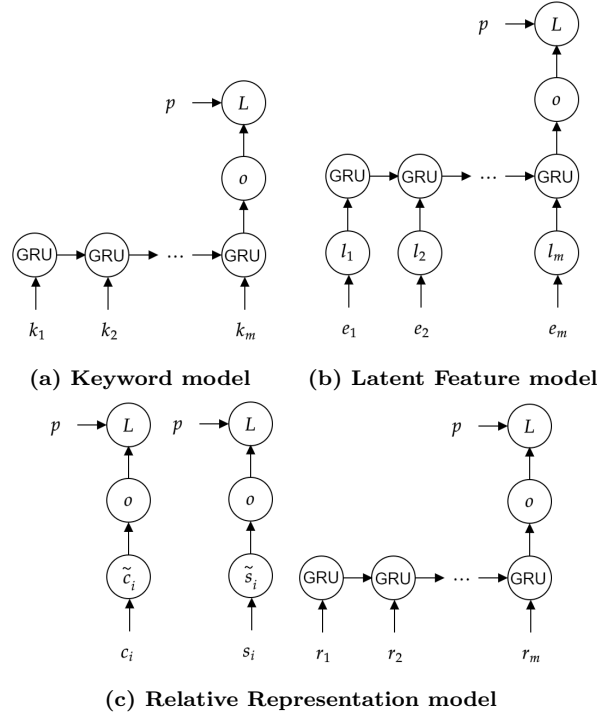 p L
p L
o
o
GRU GRU ... GRU
GRU GRU ... GRU
l₁ l₂ lₘ
k₁ k₂ kₘ
e₁ e₂ eₘ
(a) Keyword model
(b) Latent Feature model
p L p L p L
o o o
c̃ᵢ s̃ᵢ GRU GRU ... GRU
cᵢ sᵢ r₁ r₂ rₘ
(c) Relative Representation model